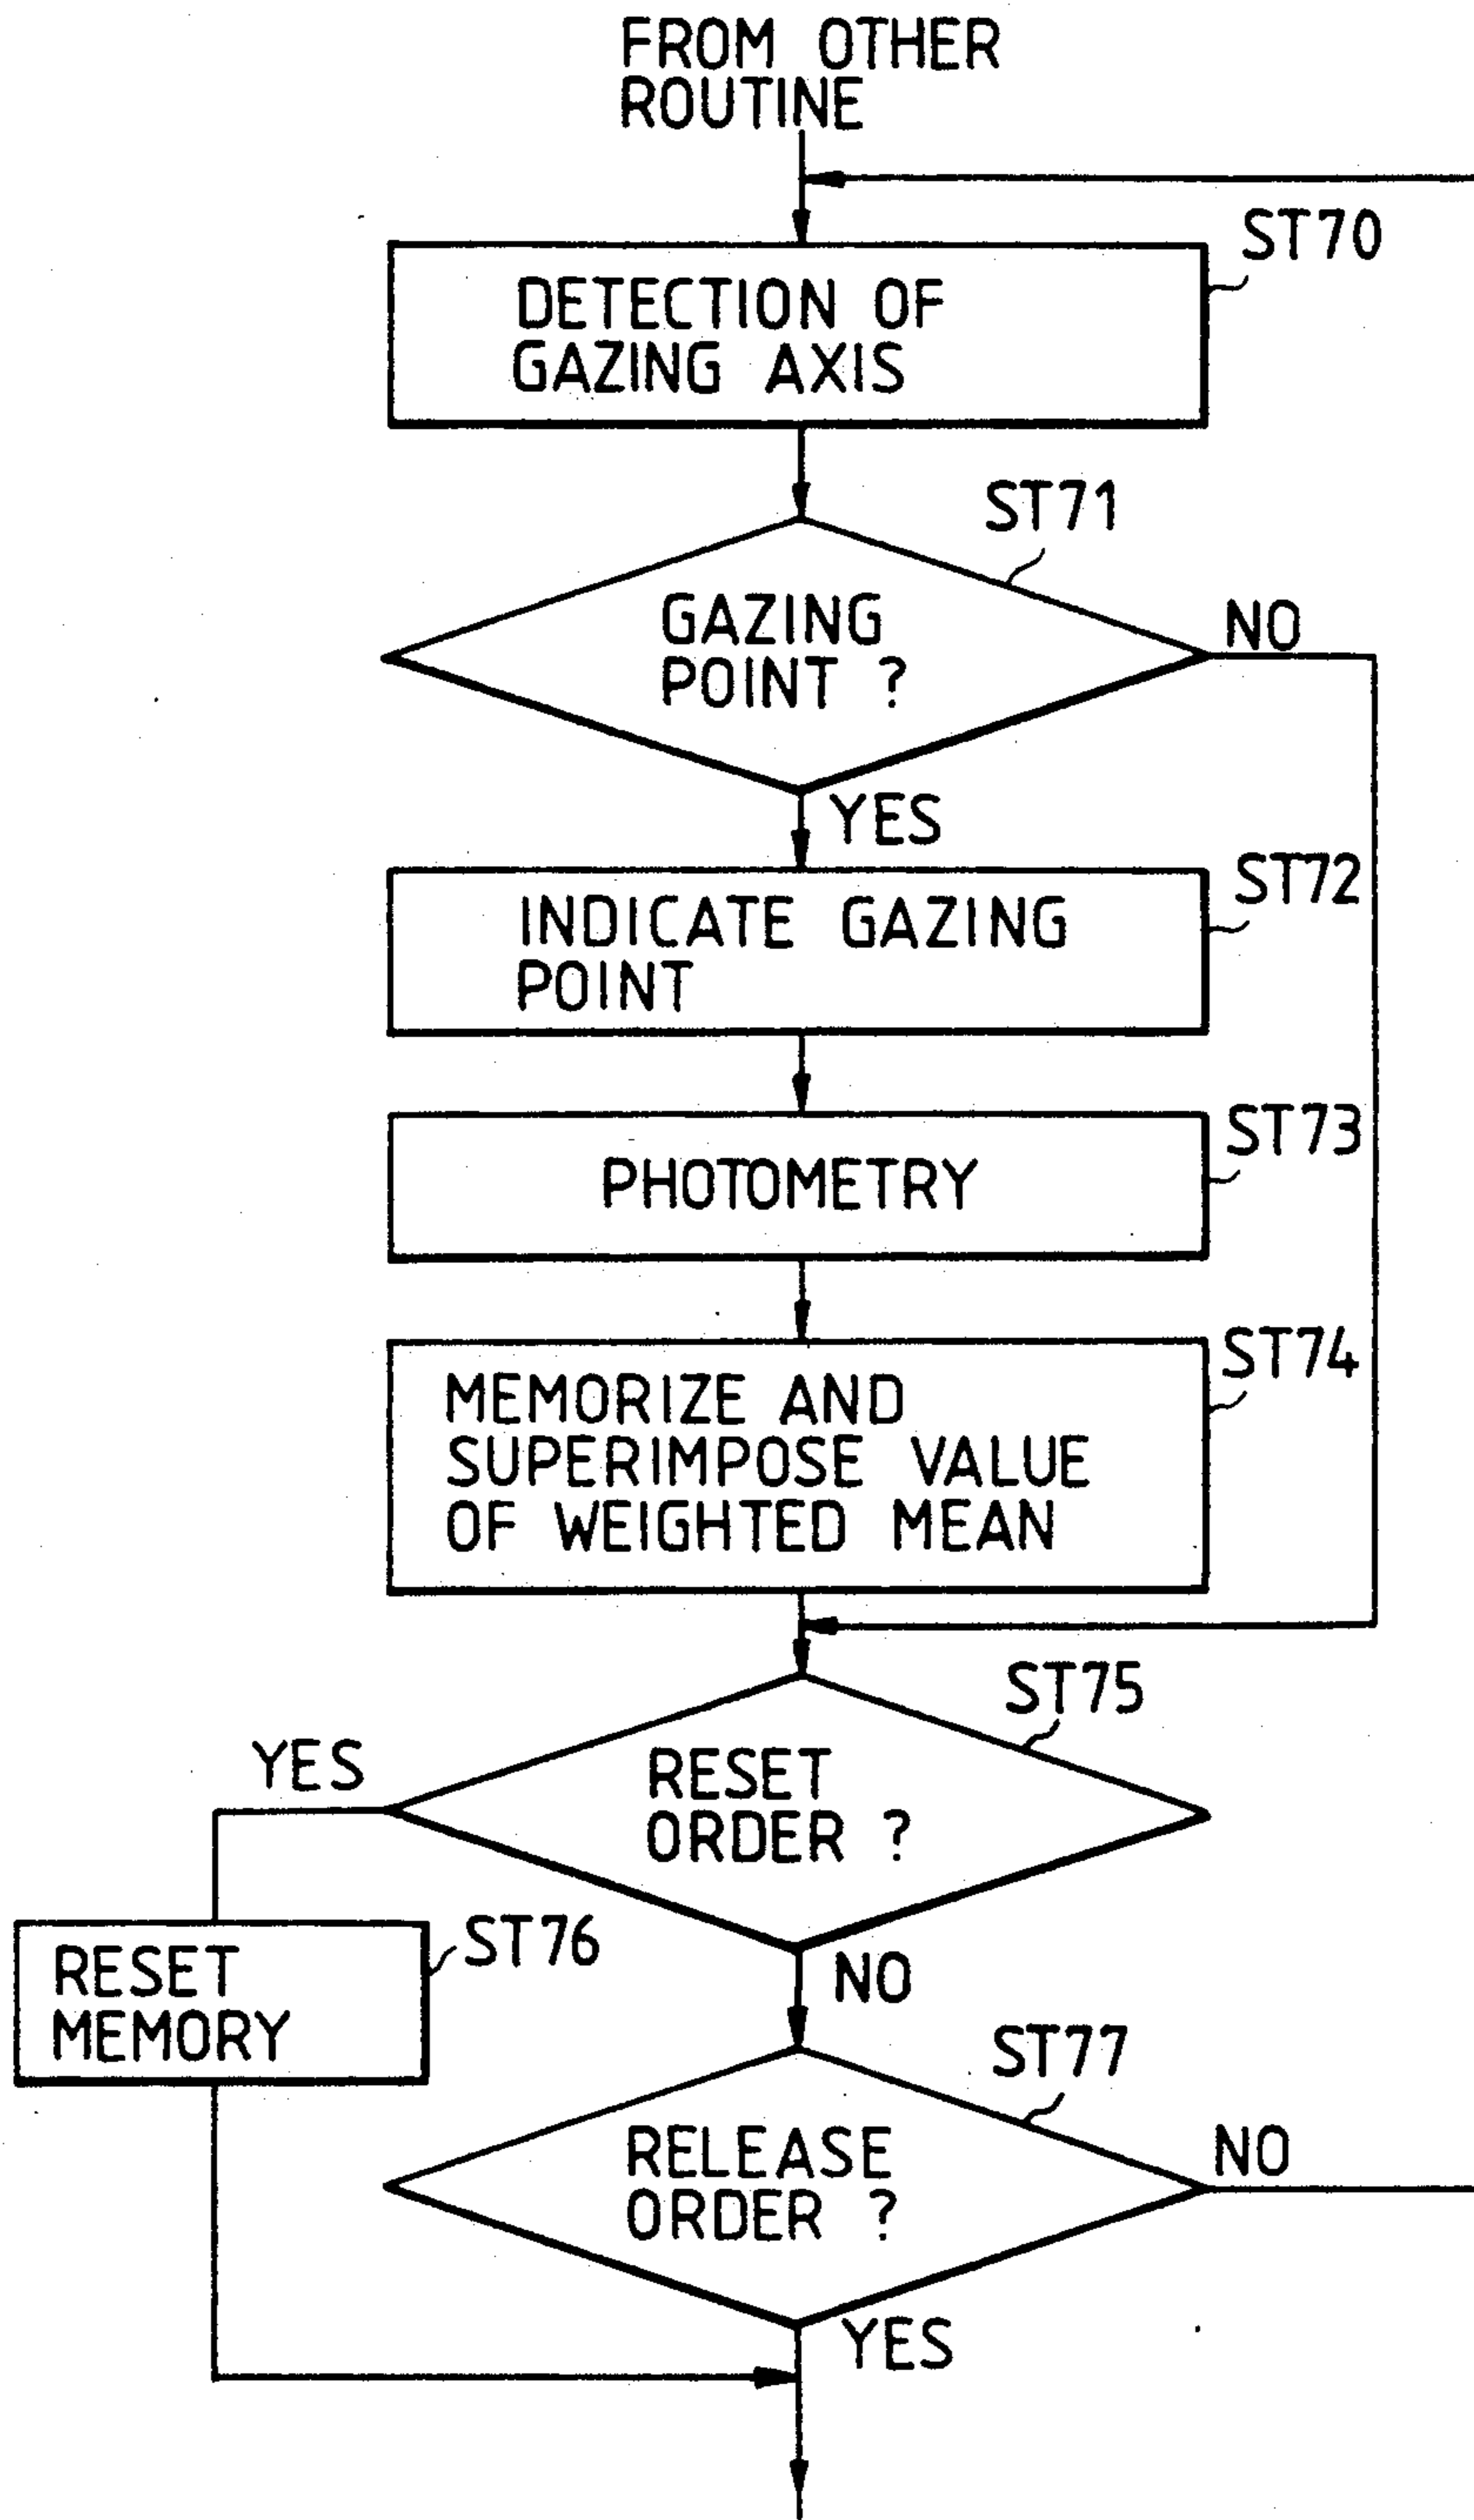 FROM OTHER
ROUTINE
ST70
DETECTION OF
GAZING AXIS
ST71
GAZING
POINT ?
NO
YES
ST72
INDICATE GAZING
POINT
ST73
PHOTOMETRY
ST74
MEMORIZE AND
SUPERIMPOSE VALUE
OF WEIGHTED MEAN
ST75
YES
RESET
ORDER ?
ST76
RESET
MEMORY
NO
ST77
RELEASE
ORDER ?
NO
YES